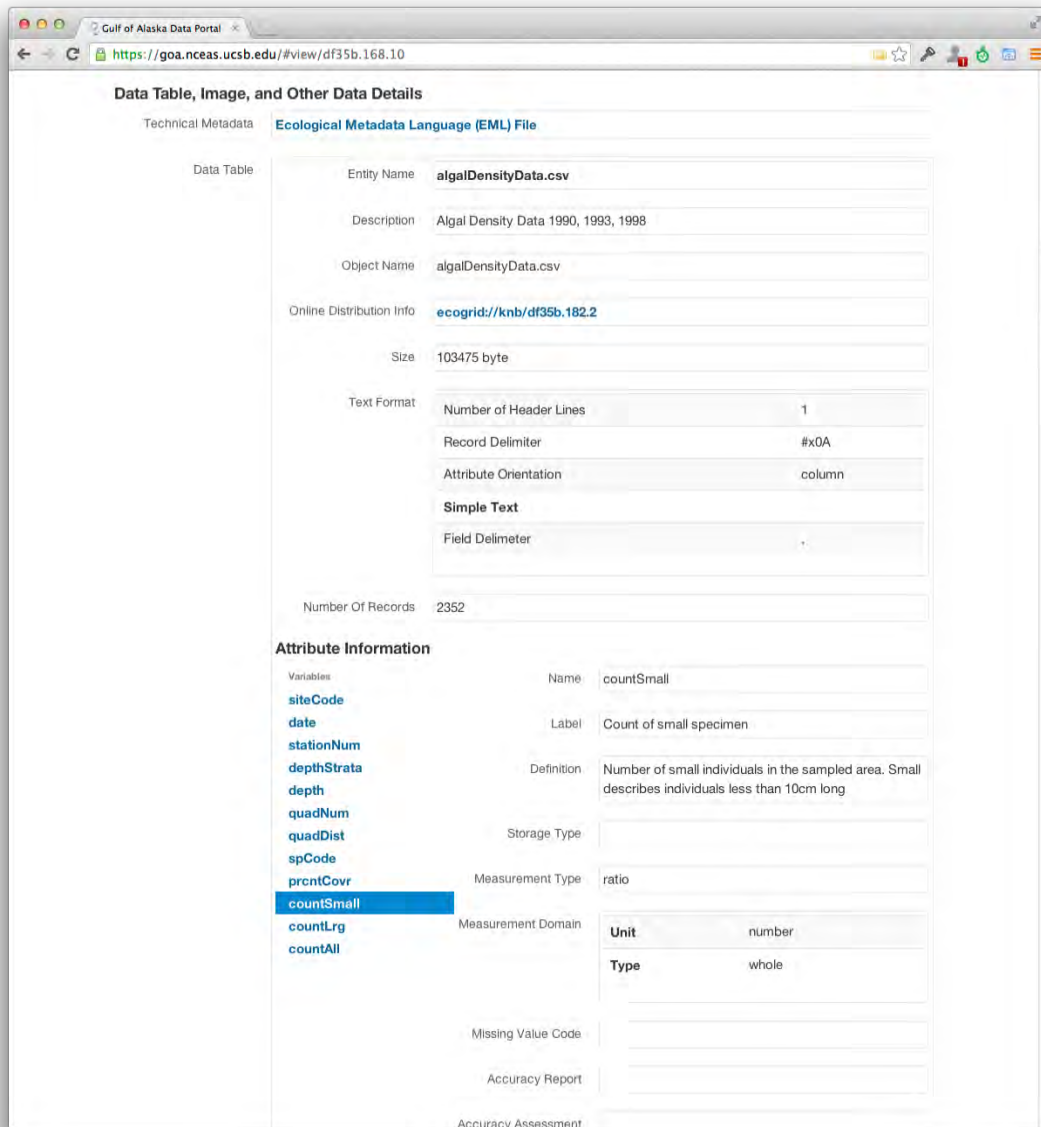 Gulf of Alaska Data Portal
https://goa.nceas.ucsb.edu/#view/df35b.168.10
Data Table, Image, and Other Data Details
Technical Metadata Ecological Metadata Language (EML) File
Data Table
Entity Name algalDensityData.csv
Description Algal Density Data 1990, 1993, 1998
Object Name algalDensityData.csv
Online Distribution Info ecogrid://knb/df35b.182.2
Size 103475 byte
Text Format
Number of Header Lines 1
Record Delimiter #x0A
Attribute Orientation column
Simple Text
Field Delimeter ,
Number Of Records 2352
Attribute Information
Variables
siteCode
date
stationNum
depthStrata
depth
quadNum
quadDist
spCode
prcntCovr
countSmall
countLrg
countAll
Name countSmall
Label Count of small specimen
Definition Number of small individuals in the sampled area. Small
describes individuals less than 10cm long
Storage Type
Measurement Type ratio
Measurement Domain
Unit number
Type whole
Missing Value Code
Accuracy Report
Accuracy Assessment